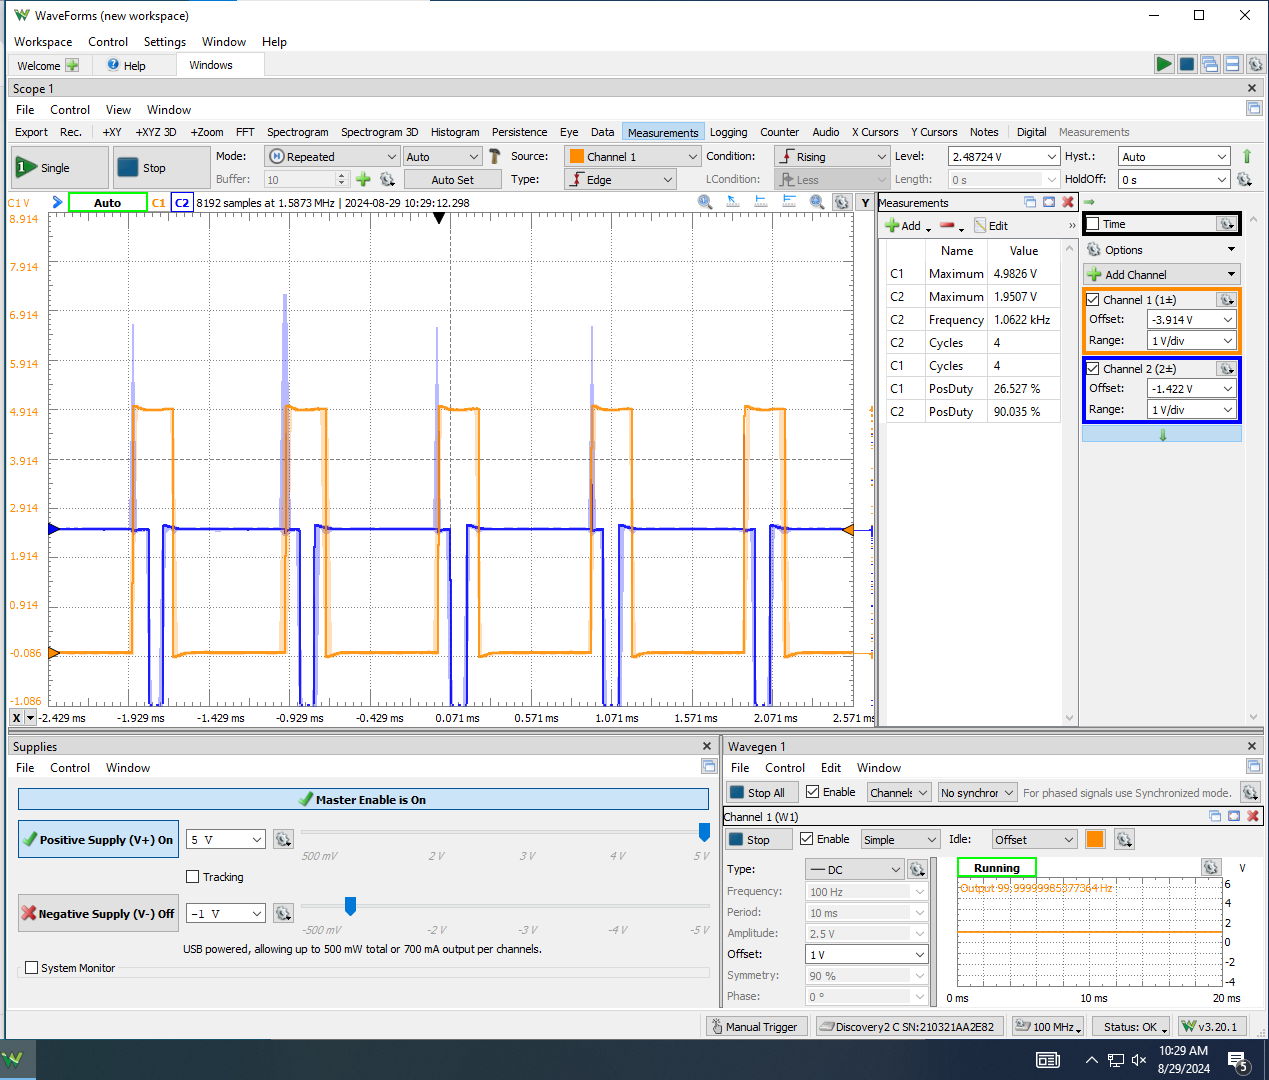 WaveForms (new workspace)
Workspace Control Settings Window Help
Welcome Help Windows
Scope 1
File Control View Window
Export Rec. +XY +XYZ 3D +Zoom FFT Spectrogram Spectrogram 3D Histogram Persistence Eye Data Measurements Logging Counter Audio X Cursors Y Cursors Notes Digital Measurements
Single Stop Mode: Repeated Auto Source: Channel 1 Condition: Rising Level: 2.48724 V Hyst.: Auto
Buffer: 10 Auto Set Type: Edge LCondition: Less Length: 0 s HoldOff: 0 s
C1 V Auto C1 C2 8192 samples at 1.5873 MHz | 2024-08-29 10:29:12.298 Y
8.914
7.914
6.914
5.914
4.914
3.914
2.914
1.914
0.914
-0.086
-1.086
X -2.429 ms -1.929 ms -1.429 ms -0.929 ms -0.429 ms 0.071 ms 0.571 ms 1.071 ms 1.571 ms 2.071 ms 2.571 ms
Measurements
Add Edit »
Name Value
C1 Maximum 4.9826 V
C2 Maximum 1.9507 V
C2 Frequency 1.0622 kHz
C2 Cycles 4
C1 Cycles 4
C1 PosDuty 26.527 %
C2 PosDuty 90.035 %
Time
Options
Add Channel
Channel 1 (1±)
Offset: -3.914 V
Range: 1 V/div
Channel 2 (2±)
Offset: -1.422 V
Range: 1 V/div
Supplies
File Control Window
Master Enable is On
Positive Supply (V+) On 5 V
500 mV 2 V 3 V 4 V 5 V
Tracking
Negative Supply (V-) Off -1 V
-500 mV -2 V -3 V -4 V -5 V
USB powered, allowing up to 500 mW total or 700 mA output per channels.
System Monitor
Wavegen 1
File Control Edit Window
Stop All Enable Channels No synchror For phased signals use Synchronized mode.
Channel 1 (W1)
Stop Enable Simple Idle: Offset
Type: DC
Frequency: 100 Hz
Period: 10 ms
Amplitude: 2.5 V
Offset: 1 V
Symmetry: 90 %
Phase: 0 °
Running V
Output 99.99999985377364 Hz
6
4
2
0
-2
-4
0 ms 10 ms 20 ms
Manual Trigger Discovery2 C SN:210321AA2E82 100 MHz Status: OK v3.20.1
10:29 AM
8/29/2024
5